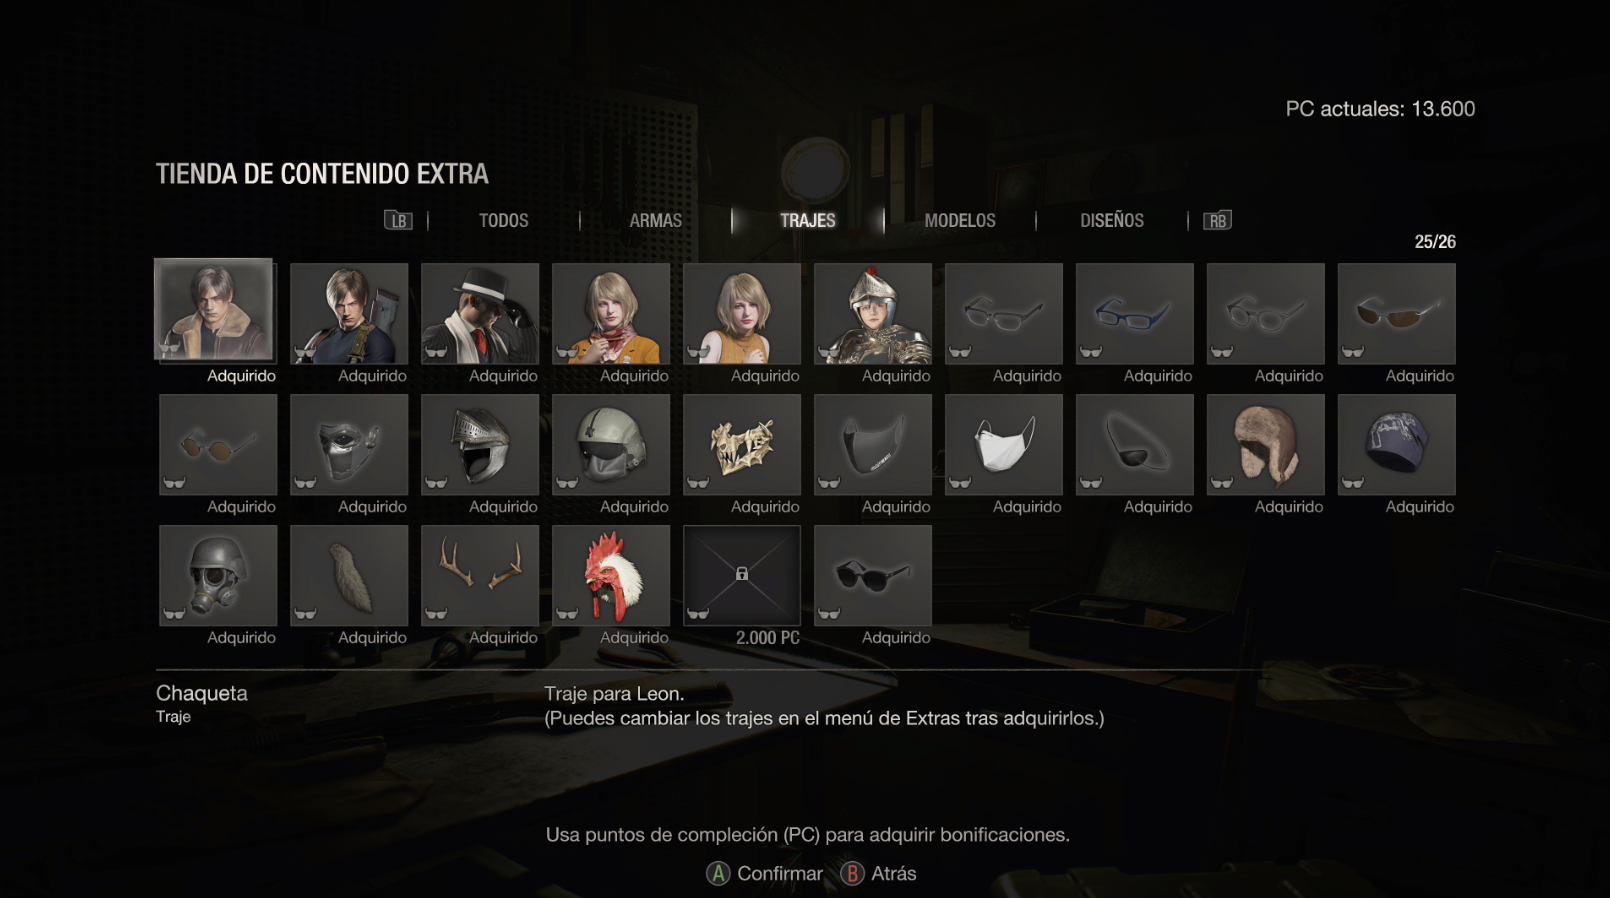 PC actuales: 13.600
TIENDA DE CONTENIDO EXTRA
LB TODOS ARMAS TRAJES MODELOS DISEÑOS RB
25/26
Adquirido Adquirido Adquirido Adquirido Adquirido Adquirido Adquirido Adquirido Adquirido Adquirido
Adquirido Adquirido Adquirido Adquirido Adquirido Adquirido Adquirido Adquirido Adquirido Adquirido
Adquirido Adquirido Adquirido Adquirido 2.000 PC Adquirido
Chaqueta
Traje
Traje para Leon.
(Puedes cambiar los trajes en el menú de Extras tras adquirirlos.)
Usa puntos de compleción (PC) para adquirir bonificaciones.
A Confirmar B Atrás